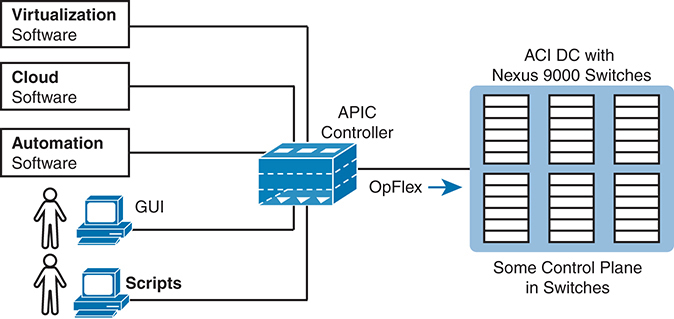 Virtualization
Software
Cloud
Software
Automation
Software
GUI
Scripts
APIC
Controller
OpFlex
ACI DC with
Nexus 9000 Switches
Some Control Plane
in Switches